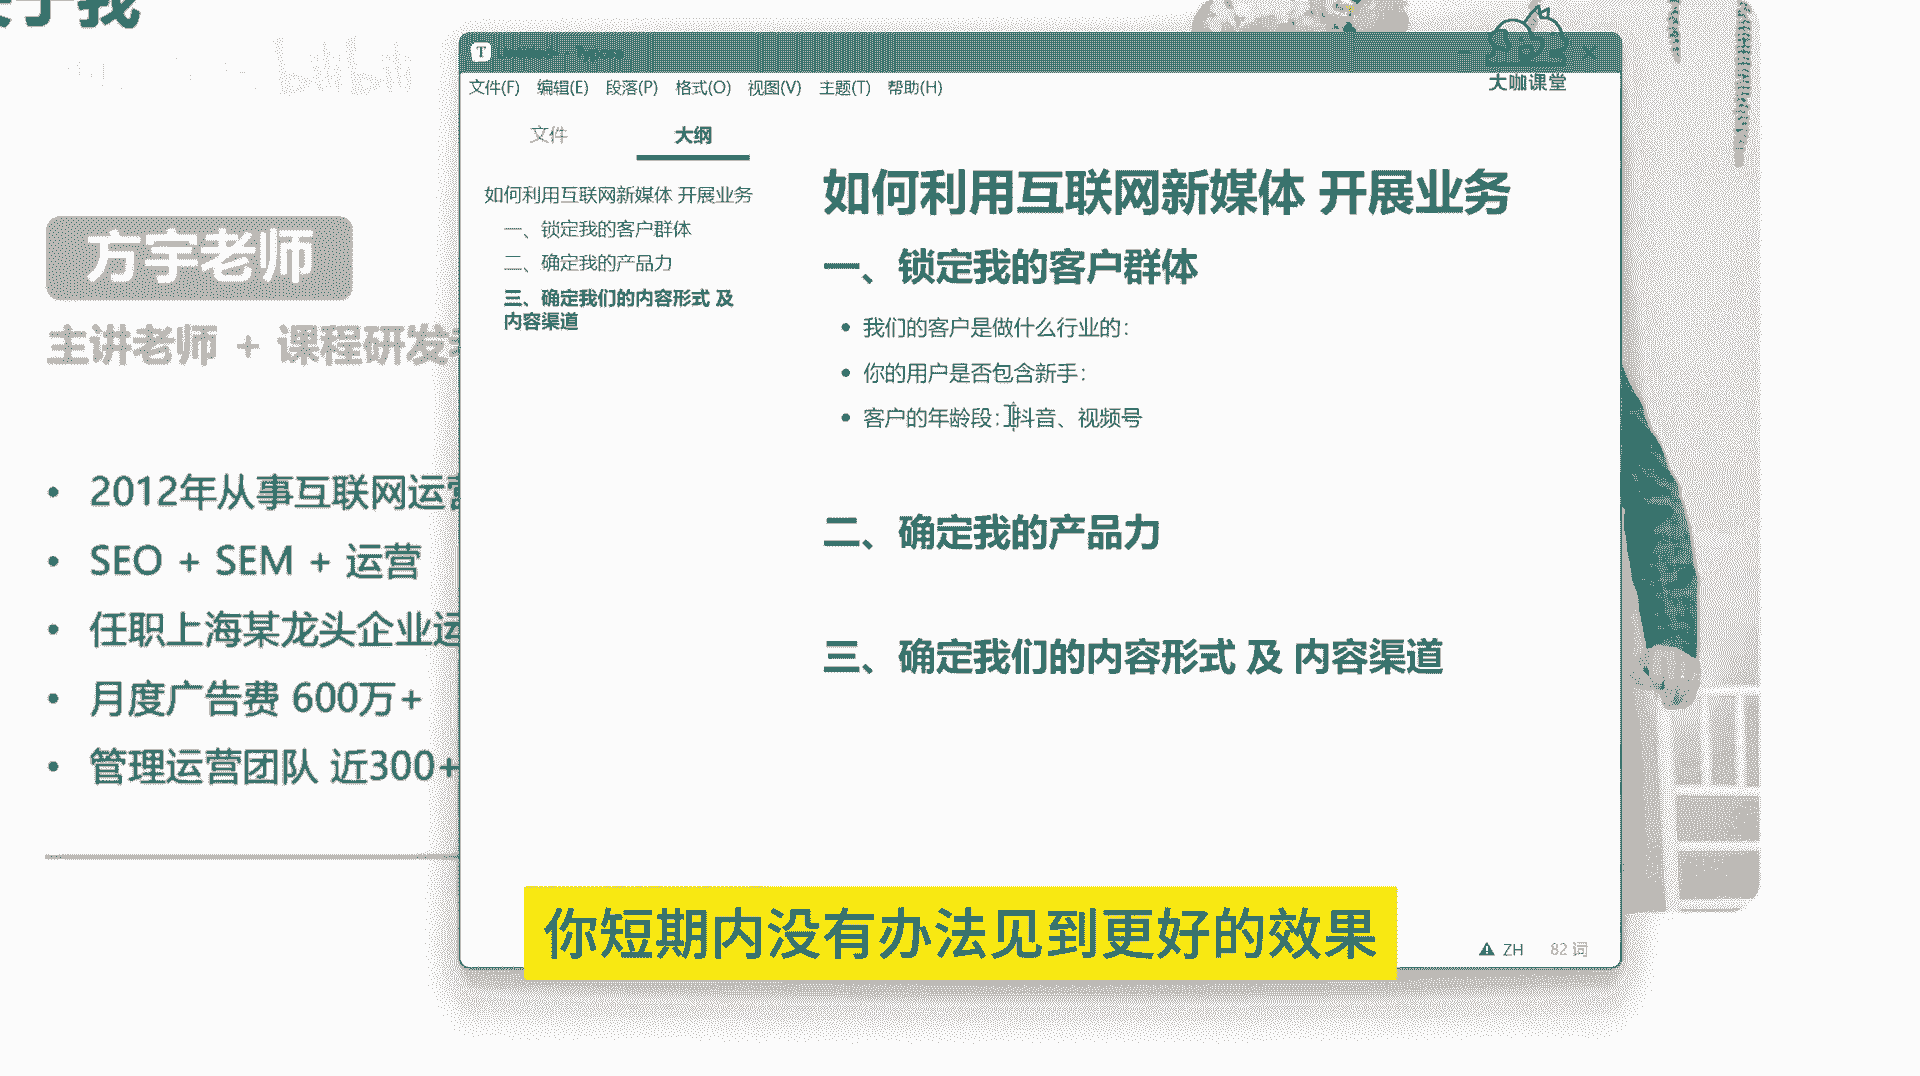 于我
bilibili
方宇老师
主讲老师 + 课程研发
2012年从事互联网运营
SEO + SEM + 运营
任职上海某龙头企业运
月度广告费 600万+
管理运营团队 近300+
T
文件(F) 编辑(E) 段落(P) 格式(O) 视图(V) 主题(T) 帮助(H)
大咖课堂
文件 大纲
如何利用互联网新媒体 开展业务
一、锁定我的客户群体
二、确定我的产品力
三、确定我们的内容形式 及
内容渠道
如何利用互联网新媒体 开展业务
一、锁定我的客户群体
我们的客户是做什么行业的：
你的用户是否包含新手：
客户的年龄段：抖音、视频号
二、确定我的产品力
三、确定我们的内容形式 及 内容渠道
你短期内没有办法见到更好的效果
ZH 82 词